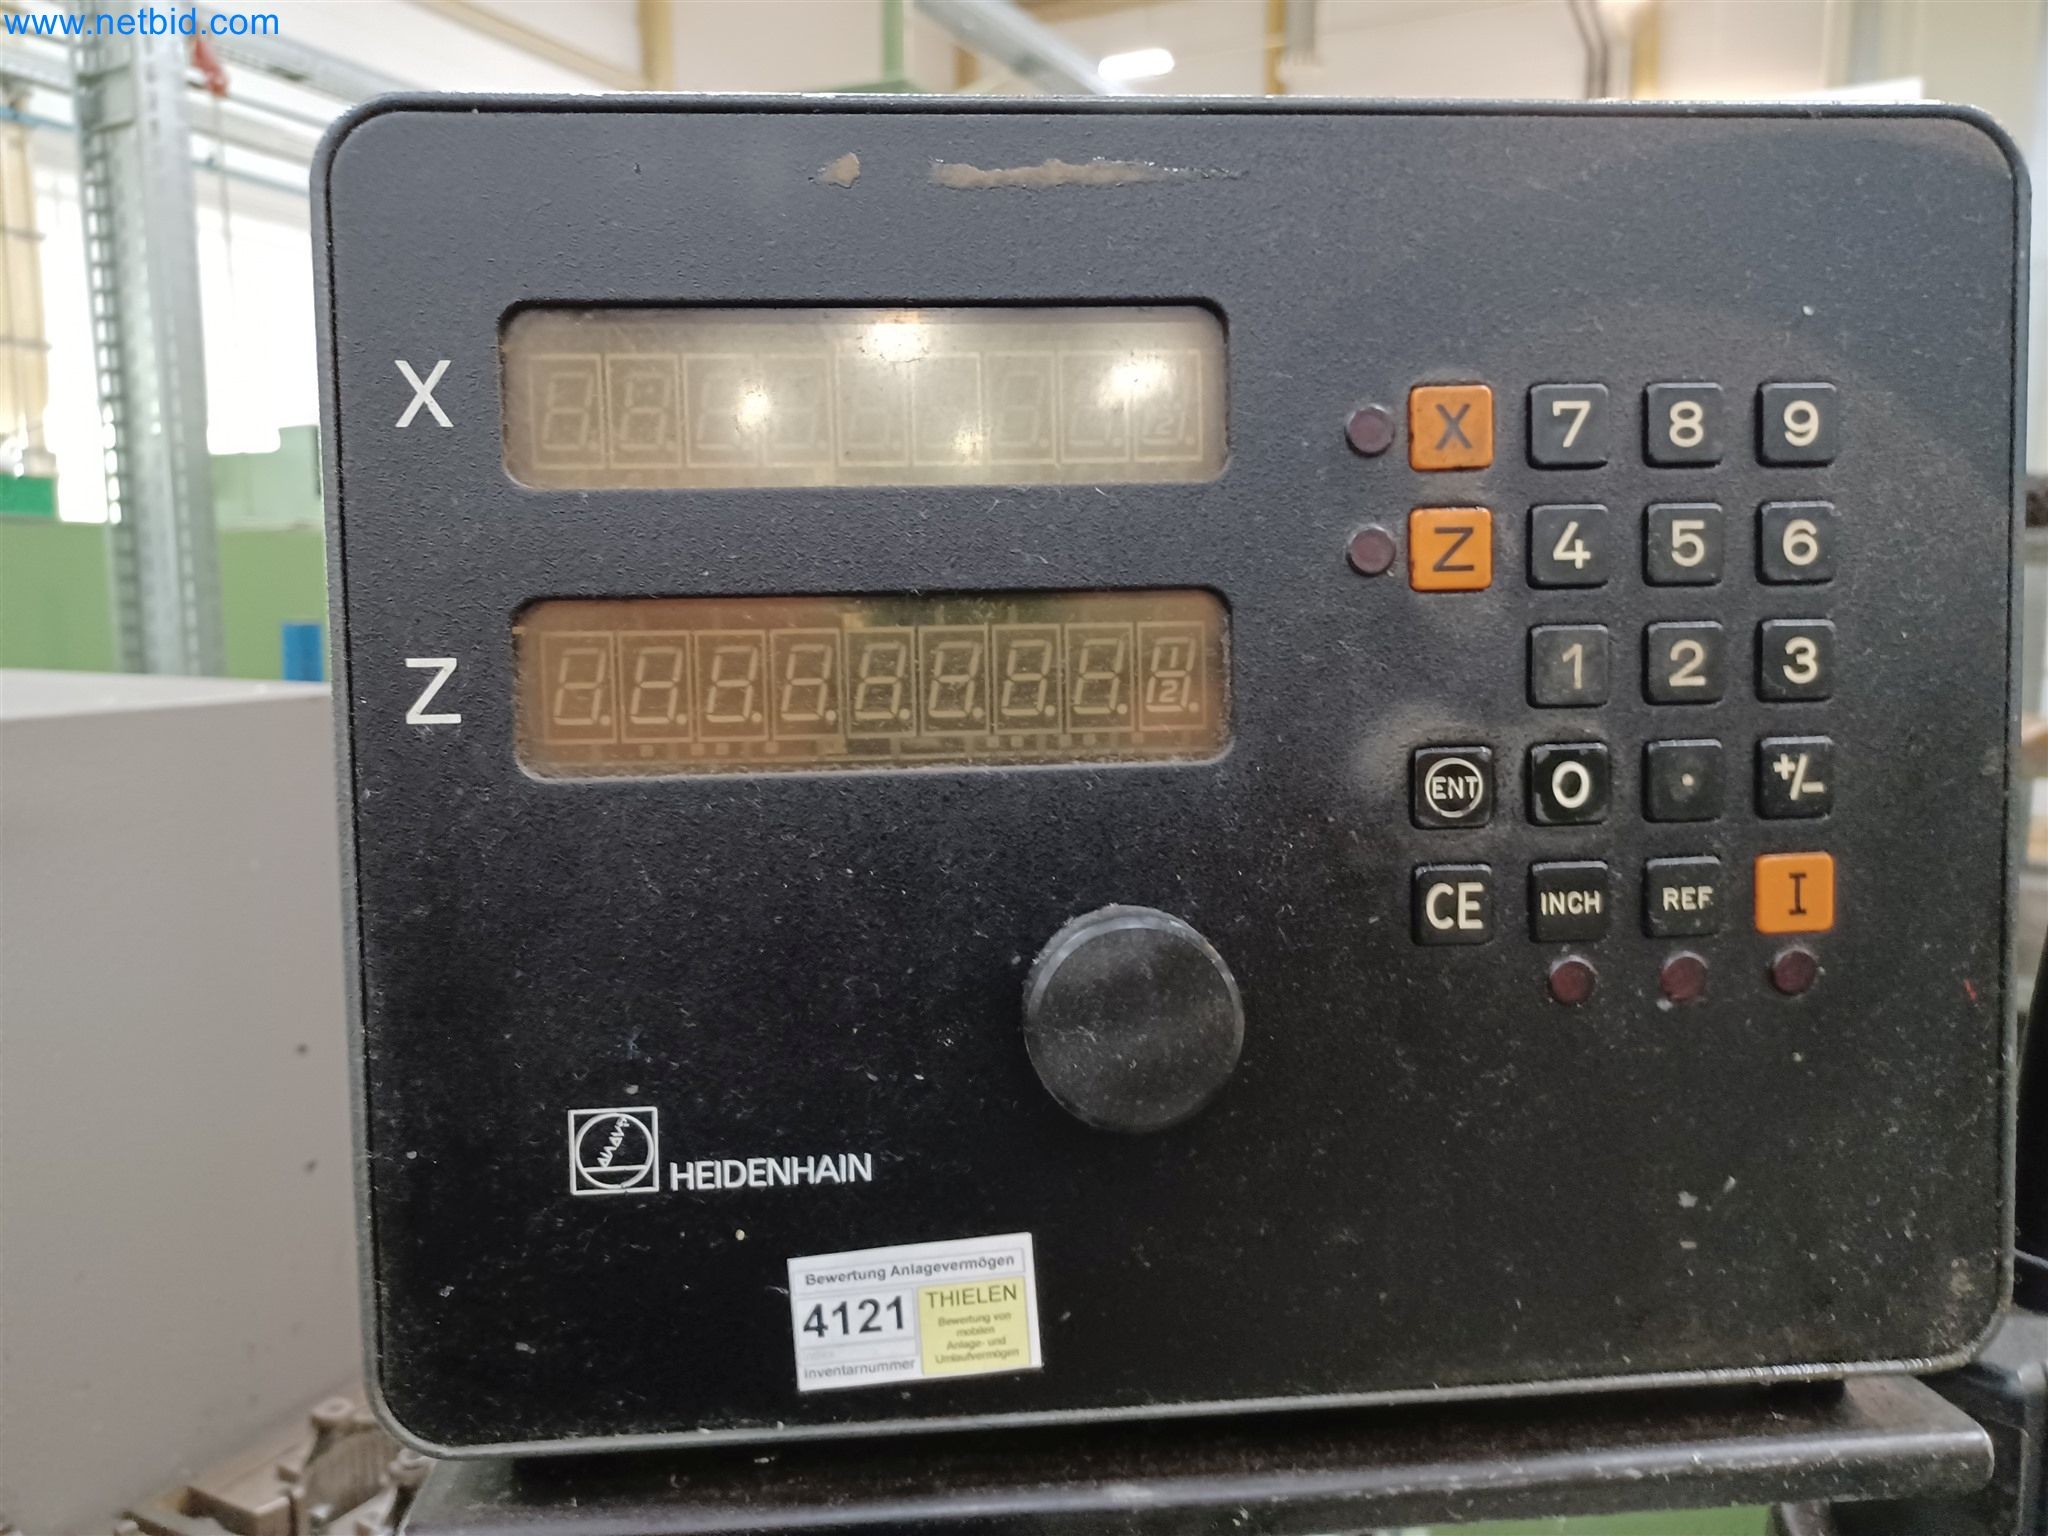 www.netbid.com
X
Z
X 7 8 9
Z 4 5 6
1 2 3
ENT 0 . +/-
CE INCH REF I
HEIDENHAIN
Bewertung Anlagevermögen
4121
Inventarnummer
THIELEN
Bewertung von
mobilen
Anlage- und
Umlaufvermögen